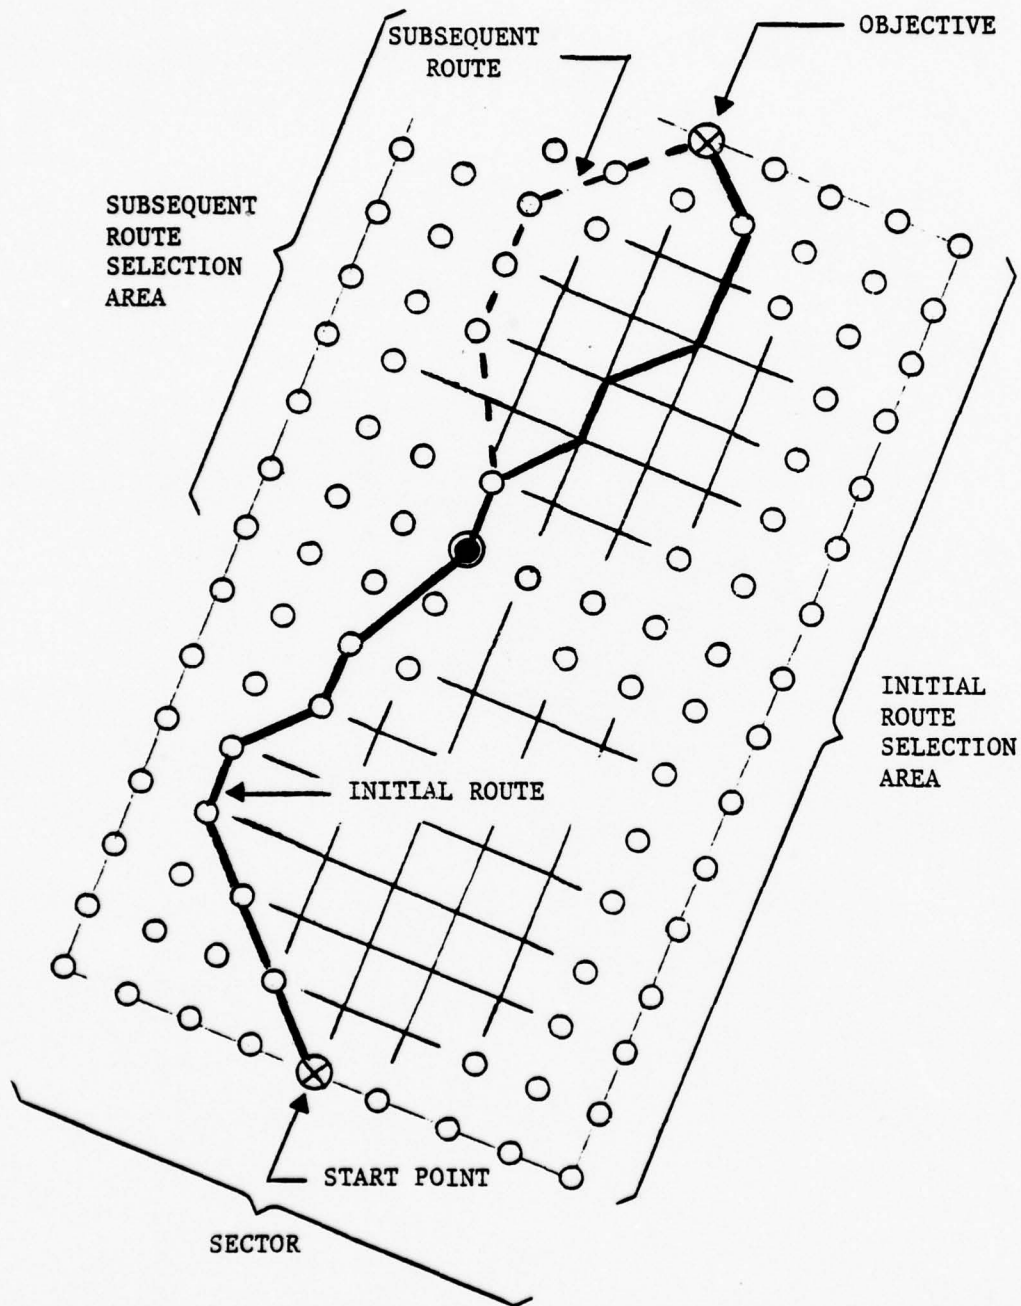 SUBSEQUENT
ROUTE
OBJECTIVE
SUBSEQUENT
ROUTE
SELECTION
AREA
INITIAL
ROUTE
SELECTION
AREA
INITIAL ROUTE
START POINT
SECTOR